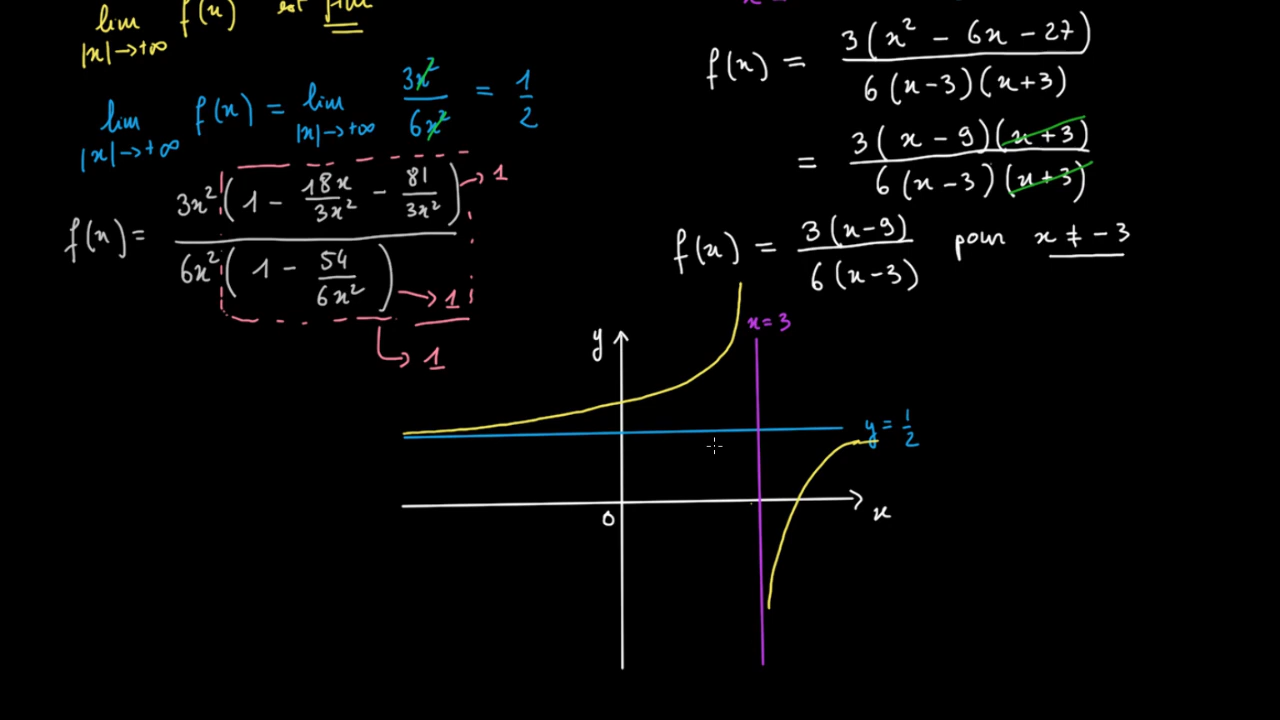 lim f(x) est fini
|x|→+∞
lim f(x) = lim 3x²/6x² = 1/2
|x|→+∞ |x|→+∞
f(x) = 3x²(1 - 18x/3x² - 81/3x²) → 1
6x²(1 - 54/6x²) → 1
→ 1
f(x) = 3(x² - 6x - 27)
6(x-3)(x+3)
= 3(x - 9)(x+3)
6(x-3)(x+3)
f(x) = 3(x-9)/6(x-3) pour x ≠ -3
x=3
y
y = 1/2
0
x